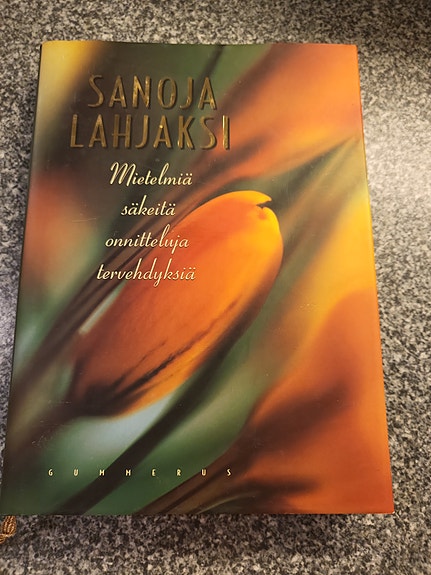 SANOJA
LAHJAKSI
Mietelmiä
säkeitä
onnitteluja
tervehdyksiä
GUMMERUS